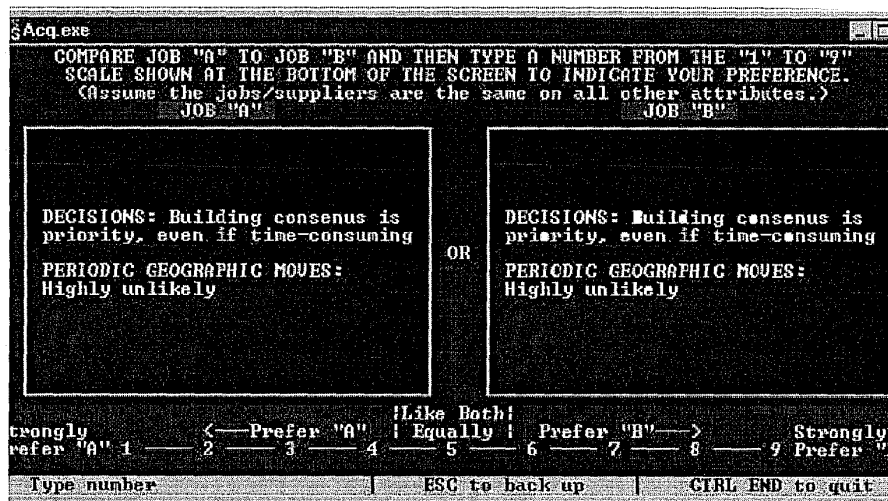 Acq.exe
COMPARE JOB "A" TO JOB "B" AND THEN TYPE A NUMBER FROM THE "1" TO "9"
SCALE SHOWN AT THE BOTTOM OF THE SCREEN TO INDICATE YOUR PREFERENCE.
(Assume the jobs/suppliers are the same on all other attributes.)
JOB "A"
JOB "B"
DECISIONS: Building consenus is
priority, even if time-consuming
PERIODIC GEOGRAPHIC MOVES:
Highly unlikely
OR
DECISIONS: Building consenus is
priority, even if time-consuming
PERIODIC GEOGRAPHIC MOVES:
Highly unlikely
|Like Both|
trongly <——Prefer "A" | Equally | Prefer "B"——> Strongly
refer "A" 1 —— 2 —— 3 —— 4 —— 5 —— 6 —— 7 —— 8 —— 9 Prefer "
Type number | ESC to back up | CTRL END to quit